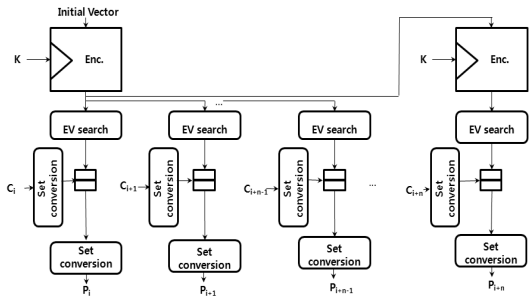 Initial Vector
K
Enc.
K
Enc.
...
EV search
EV search
EV search
EV search
Ci
Set conversion
Ci+1
Set conversion
Ci+n-1
Set conversion
...
Ci+n
Set conversion
Set
conversion
Set
conversion
Set
conversion
Set
conversion
Pi
Pi+1
Pi+n-1
Pi+n